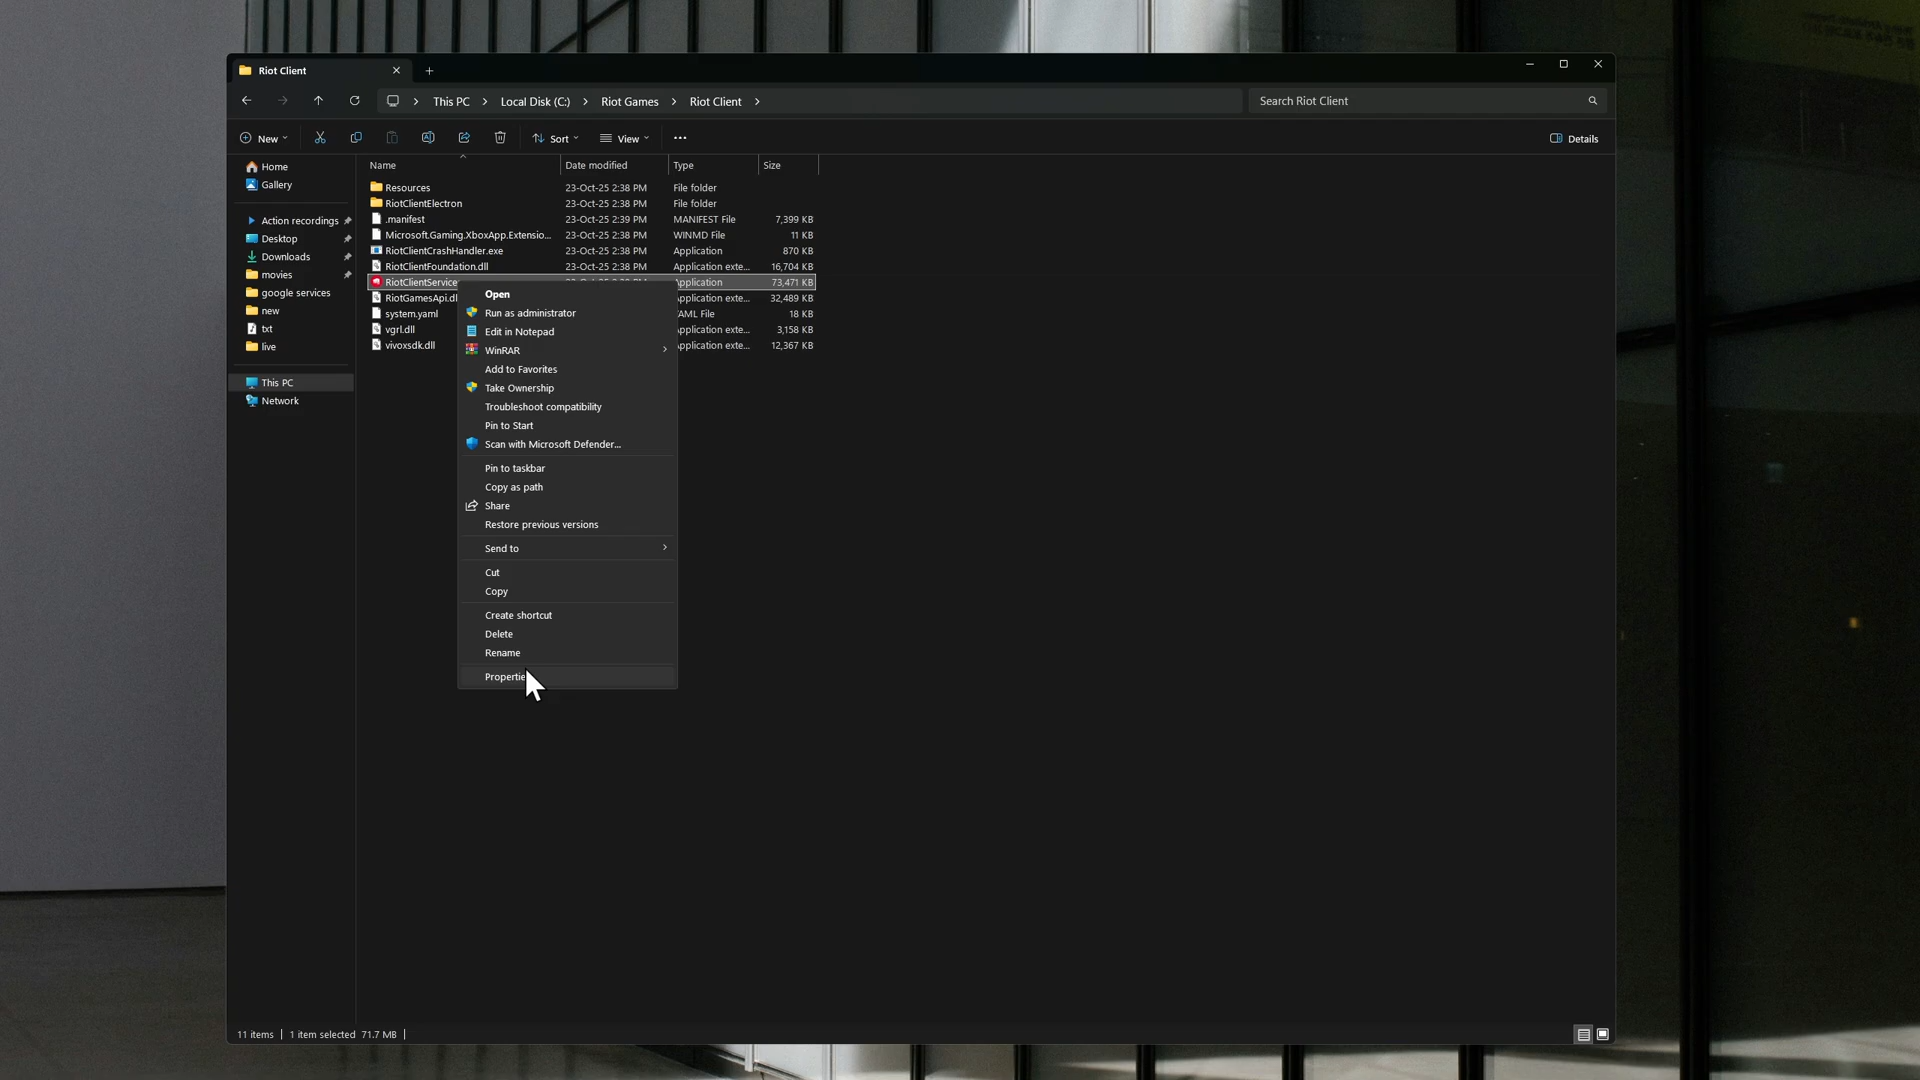 Riot Client
This PC > Local Disk (C:) > Riot Games > Riot Client >
Search Riot Client
New
Sort
View
Details
Home
Gallery
Action recordings
Desktop
Downloads
movies
google services
new
txt
live
This PC
Network
Name Date modified Type Size
Resources 23-Oct-25 2:38 PM File folder
RiotClientElectron 23-Oct-25 2:38 PM File folder
.manifest 23-Oct-25 2:39 PM MANIFEST File 7,399 KB
Microsoft.Gaming.XboxApp.Extensio... 23-Oct-25 2:38 PM WINMD File 11 KB
RiotClientCrashHandler.exe 23-Oct-25 2:38 PM Application 870 KB
RiotClientFoundation.dll 23-Oct-25 2:38 PM Application exte... 16,704 KB
RiotClientService Application 73,471 KB
RiotGamesApi.dl pplication exte... 32,489 KB
system.yaml AML File 18 KB
vgrl.dll pplication exte... 3,158 KB
vivoxsdk.dll pplication exte... 12,367 KB
Open
Run as administrator
Edit in Notepad
WinRAR
Add to Favorites
Take Ownership
Troubleshoot compatibility
Pin to Start
Scan with Microsoft Defender...
Pin to taskbar
Copy as path
Share
Restore previous versions
Send to
Cut
Copy
Create shortcut
Delete
Rename
Propertie
11 items | 1 item selected 71.7 MB |